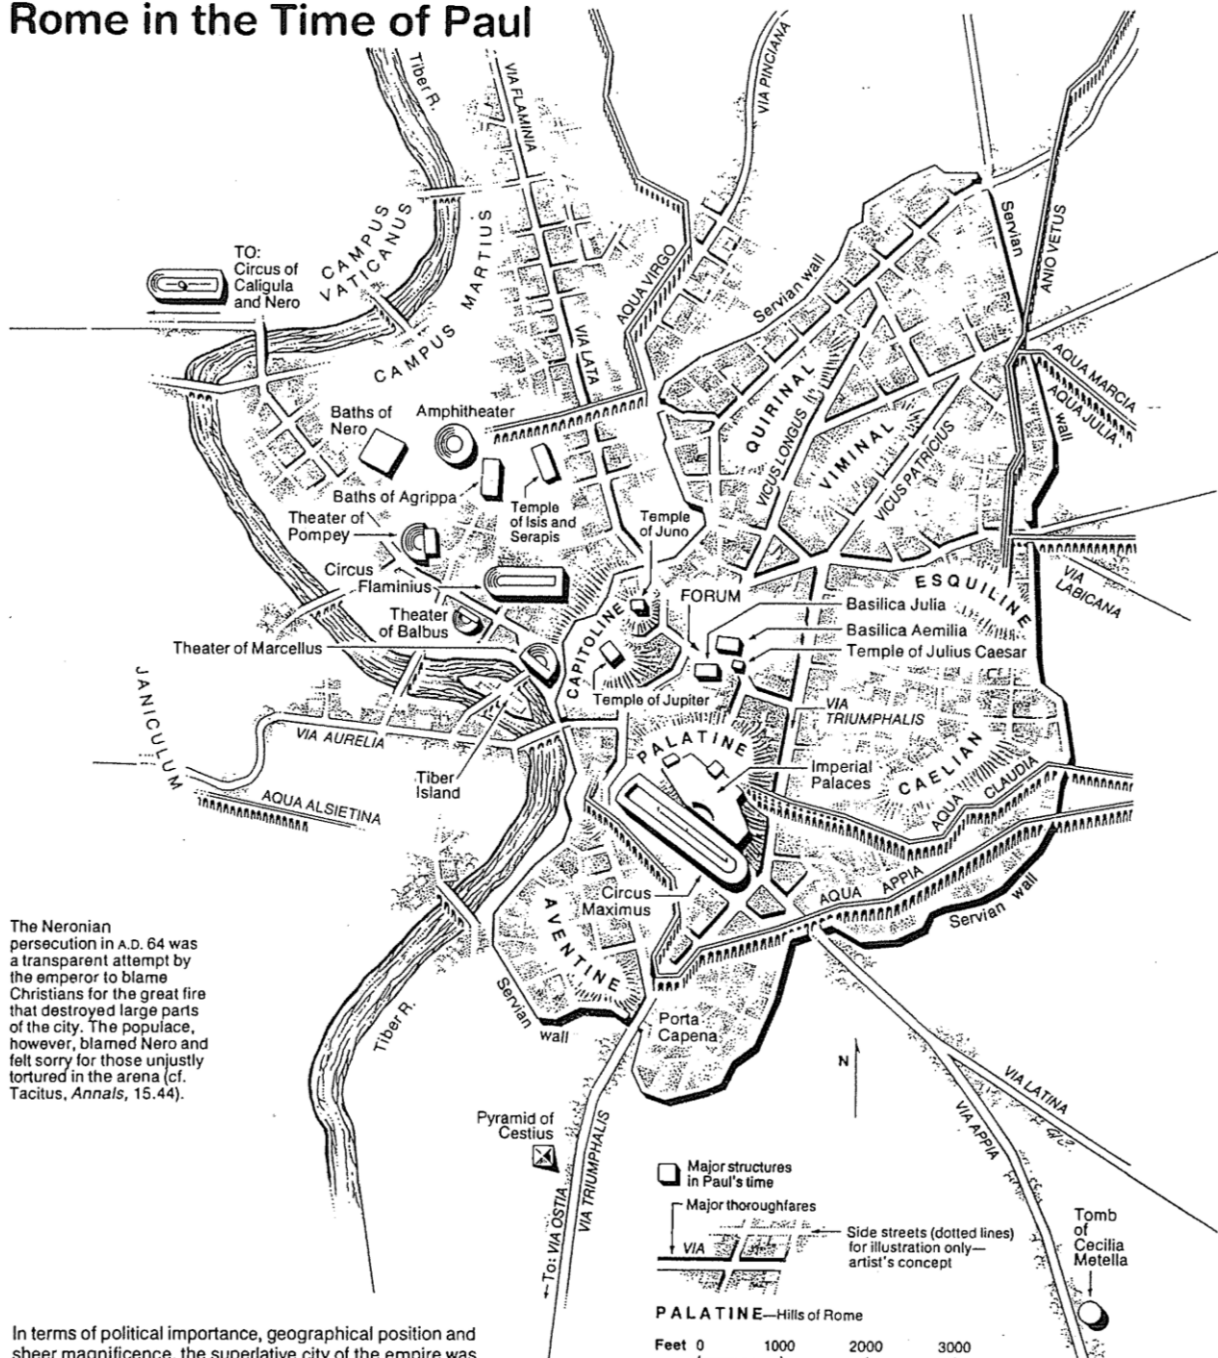 Rome in the Time of Paul
Tiber R.
VIA FLAMINIA
VIA PINCIANA
CAMPUS
VATICANUS
CAMPUS MARTIUS
TO:
Circus of
Caligula
and Nero
AQUA VIRGO
Servian wall
Servian
wall
ANIO VETUS
VIA LATA
AQUA MARCIA
AQUA JULIA
Baths of
Nero
Amphitheater
QUIRINAL
VICUS LONGUS
VIMINAL
VICUS PATRICIUS
Baths of Agrippa
Temple
of Isis and
Serapis
Theater of
Pompey
Temple
of Juno
Circus
Flaminius
FORUM
ESQUILINE
VIA
LABICANA
Theater
of Balbus
CAPITOLINE
Basilica Julia
Basilica Aemilia
Temple of Julius Caesar
Theater of Marcellus
JANICULUM
Temple of Jupiter
VIA
TRIUMPHALIS
VIA AURELIA
PALATINE
CAELIAN
Imperial
Palaces
Tiber
Island
AQUA CLAUDIA
AQUA ALSIETINA
Circus
Maximus
AQUA APPIA
Servian wall
AVENTINE
The Neronian
persecution in A.D. 64 was
a transparent attempt by
the emperor to blame
Christians for the great fire
that destroyed large parts
of the city. The populace,
however, blamed Nero and
felt sorry for those unjustly
tortured in the arena (cf.
Tacitus, Annals, 15.44).
Tiber R.
Servian
wall
Porta
Capena
N
VIA LATINA
VIA APPIA
Pyramid of
Cestius
VIA TRIUMPHALIS
To: VIA OSTIA
Major structures
in Paul's time
Major thoroughfares
VIA
Side streets (dotted lines)
for illustration only—
artist's concept
Tomb
of
Cecilia
Metella
PALATINE—Hills of Rome
Feet 0 1000 2000 3000
In terms of political importance, geographical position and
sheer magnificence, the superlative city of the empire was